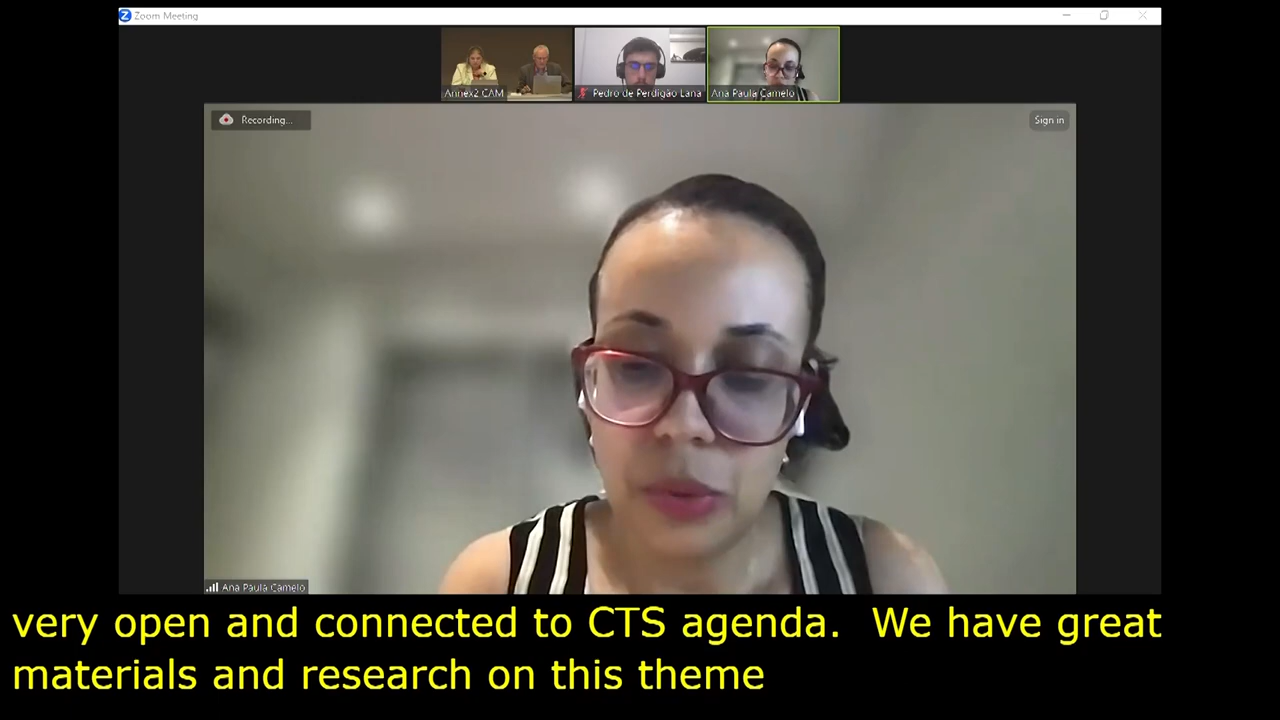 Zoom Meeting
Annex2 CAM
Pedro de Perdigão Lana
Ana Paula Camelo
Recording...
Sign in
Ana Paula Camelo
very open and connected to CTS agenda.  We have great
materials and research on this theme